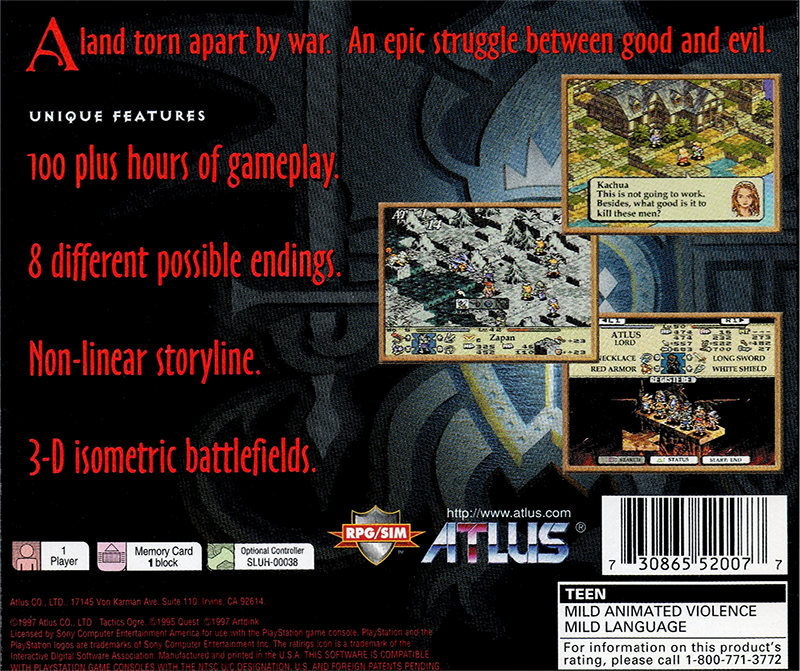 A land torn apart by war. An epic struggle between good and evil.
UNIQUE FEATURES
100 plus hours of gameplay.
8 different possible endings.
Non-linear storyline.
3-D isometric battlefields.
Kachua
This is not going to work.
Besides, what good is it to
kill these men?
Zapan
ATLUS
LORD
NECKLACE
LONG SWORD
RED ARMOR
WHITE SHIELD
REGISTERED
SEARCH
STATUS
START: END
1
Player
Memory Card
1 block
Optional Controller
SLUH-00038
RPG/SIM
TM
http://www.atlus.com
ATLUS®
7 30865 52007 7
TEEN
MILD ANIMATED VIOLENCE
MILD LANGUAGE
For information on this product's
rating, please call 1-800-771-3772
Atlus CO., LTD., 17145 Von Karman Ave. Suite 110, Irvine, CA 92614.
©1997 Atlus CO., LTD Tactics Ogre. ©1995 Quest ©1997 Artdink
Licensed by Sony Computer Entertainment America for use with the PlayStation game console. PlayStation and the
PlayStation logos are trademarks of Sony Computer Entertainment Inc. The ratings icon is a trademark of the
Interactive Digital Software Association. Manufactured and printed in the U.S.A. THIS SOFTWARE IS COMPATIBLE
WITH PLAYSTATION GAME CONSOLES WITH THE NTSC U/C DESIGNATION. U.S. AND FOREIGN PATENTS PENDING.